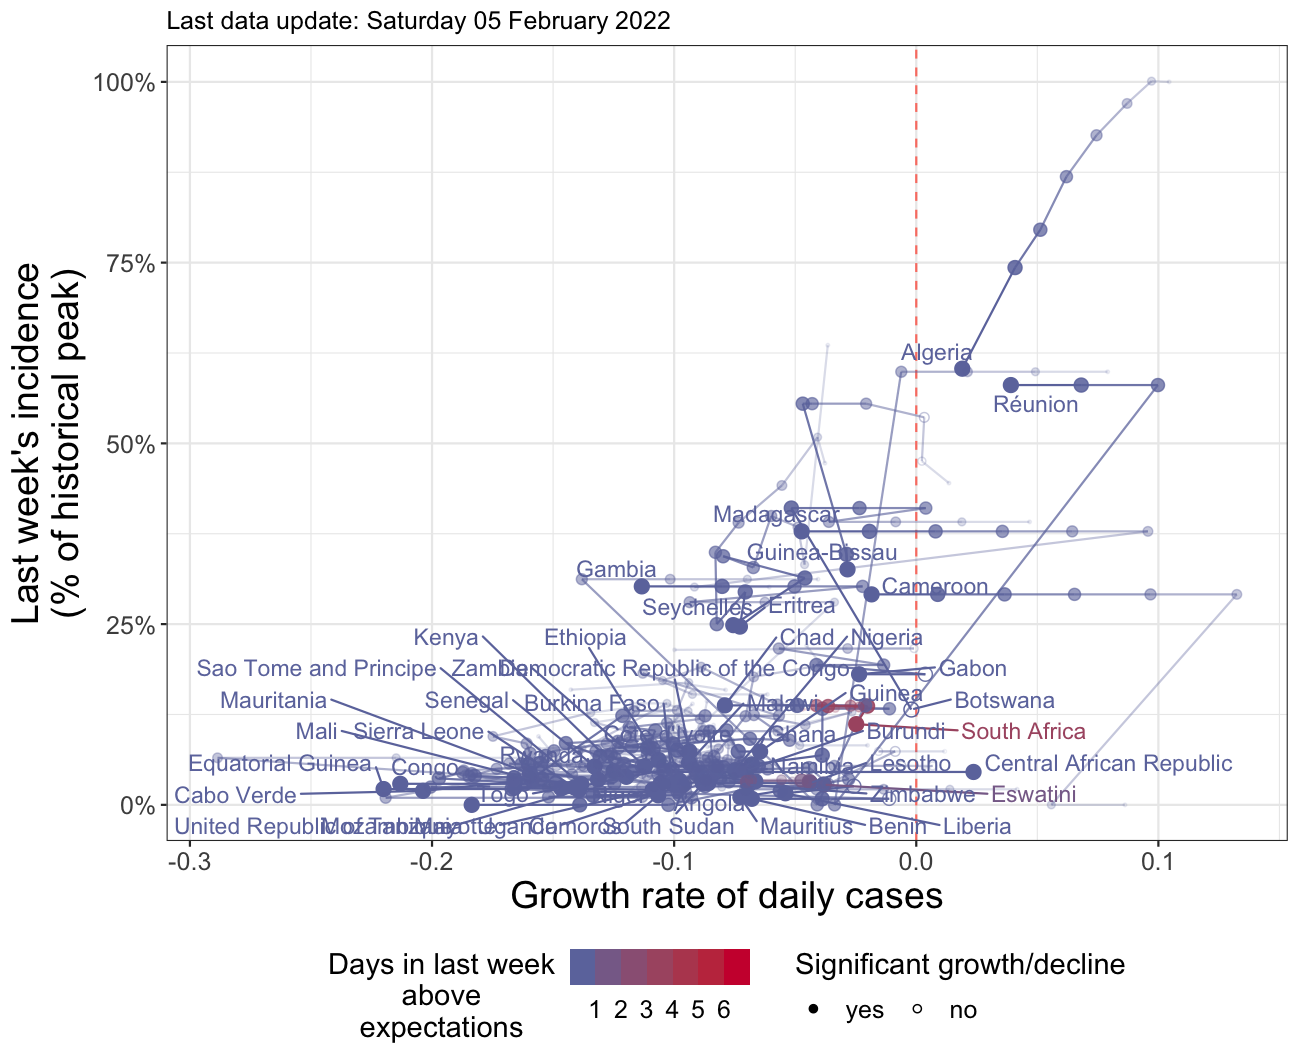 Last data update: Saturday 05 February 2022
Last week's incidence
(% of historical peak)
100%
75%
50%
25%
0%
Algeria
Réunion
Madagascar
Guinea-Bissau
Gambia
Cameroon
Seychelles
Eritrea
Kenya
Ethiopia
Chad
Nigeria
Sao Tome and Principe
Zambia
Democratic Republic of the Congo
Gabon
Mauritania
Senegal
Burkina Faso
Malawi
Guinea
Botswana
Mali
Sierra Leone
Ghana
Burundi
South Africa
Equatorial Guinea
Congo
Rwanda
Namibia
Lesotho
Central African Republic
Cabo Verde
Togo
Angola
Zimbabwe
Eswatini
United Republic of Tanzania
Mozambique
Mayotte
Uganda
Comoros
South Sudan
Mauritius
Benin
Liberia
-0.3
-0.2
-0.1
0.0
0.1
Growth rate of daily cases
Days in last week
above
expectations
1 2 3 4 5 6
Significant growth/decline
yes
no